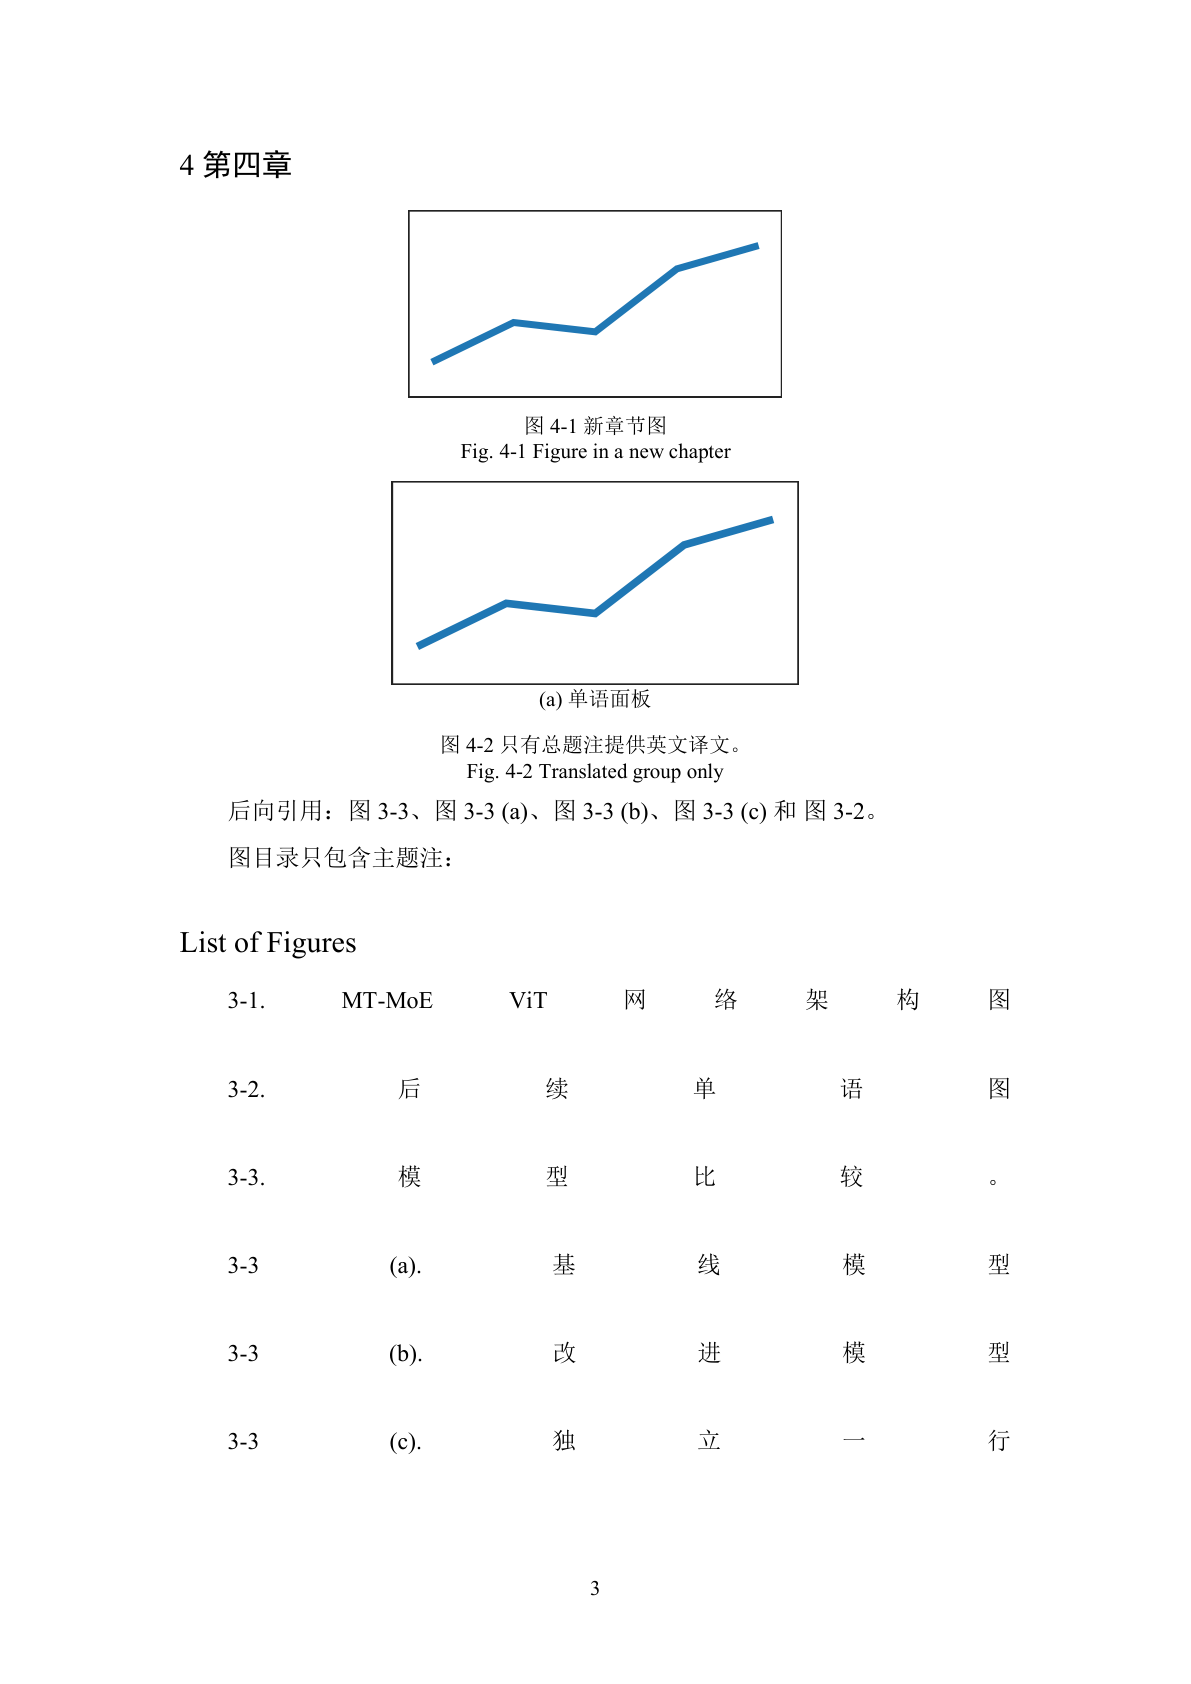 4 第四章
图 4-1 新章节图
Fig. 4-1 Figure in a new chapter
(a) 单语面板
图 4-2 只有总题注提供英文译文。
Fig. 4-2 Translated group only
后向引用：图 3-3、图 3-3 (a)、图 3-3 (b)、图 3-3 (c) 和 图 3-2。
图目录只包含主题注：
List of Figures
3-1. MT-MoE ViT 网 络 架 构 图
3-2. 后 续 单 语 图
3-3. 模 型 比 较 。
3-3 (a). 基 线 模 型
3-3 (b). 改 进 模 型
3-3 (c). 独 立 一 行
3